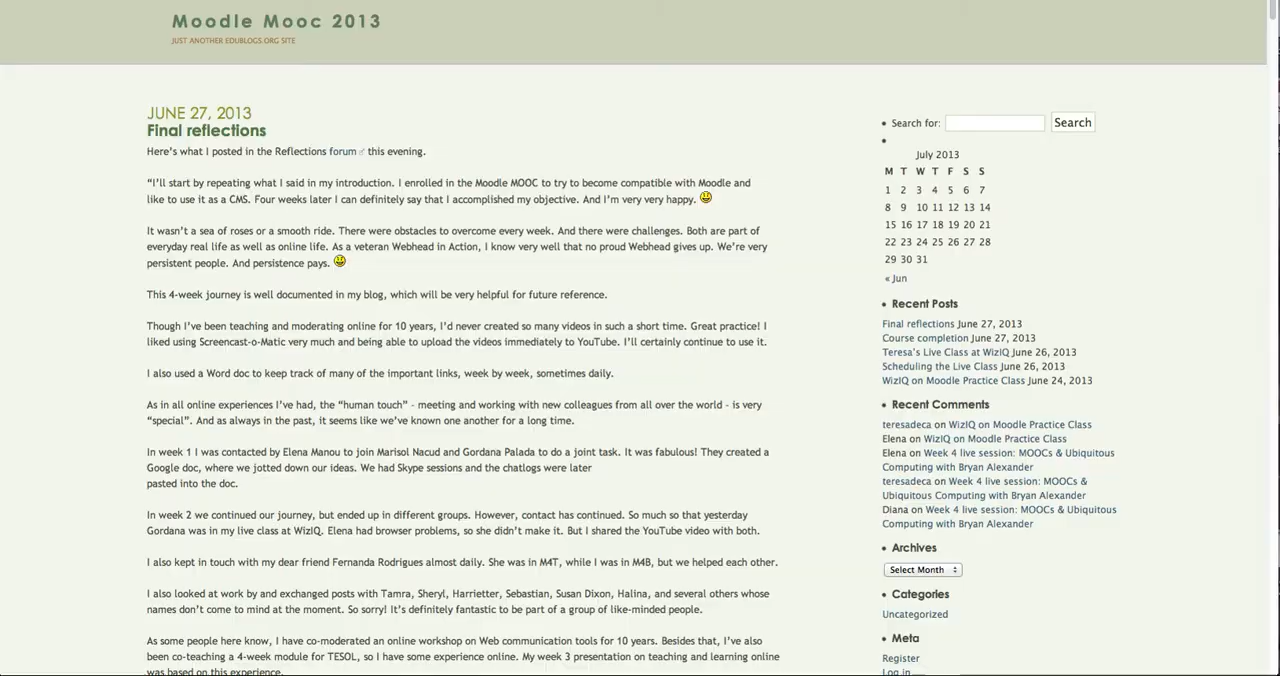 Moodle Mooc 2013
JUST ANOTHER EDUBLOGS.ORG SITE
JUNE 27, 2013
Final reflections
Here's what I posted in the Reflections forum this evening.
"I'll start by repeating what I said in my introduction. I enrolled in the Moodle MOOC to try to become compatible with Moodle and
like to use it as a CMS. Four weeks later I can definitely say that I accomplished my objective. And I'm very very happy.
It wasn't a sea of roses or a smooth ride. There were obstacles to overcome every week. And there were challenges. Both are part of
everyday real life as well as online life. As a veteran Webhead in Action, I know very well that no proud Webhead gives up. We're very
persistent people. And persistence pays.
This 4-week journey is well documented in my blog, which will be very helpful for future reference.
Though I've been teaching and moderating online for 10 years, I'd never created so many videos in such a short time. Great practice! I
liked using Screencast-o-Matic very much and being able to upload the videos immediately to YouTube. I'll certainly continue to use it.
I also used a Word doc to keep track of many of the important links, week by week, sometimes daily.
As in all online experiences I've had, the "human touch" – meeting and working with new colleagues from all over the world – is very
"special". And as always in the past, it seems like we've known one another for a long time.
In week 1 I was contacted by Elena Manou to join Marisol Nacud and Gordana Palada to do a joint task. It was fabulous! They created a
Google doc, where we jotted down our ideas. We had Skype sessions and the chatlogs were later
pasted into the doc.
In week 2 we continued our journey, but ended up in different groups. However, contact has continued. So much so that yesterday
Gordana was in my live class at WizIQ. Elena had browser problems, so she didn't make it. But I shared the YouTube video with both.
I also kept in touch with my dear friend Fernanda Rodrigues almost daily. She was in M4T, while I was in M4B, but we helped each other.
I also looked at work by and exchanged posts with Tamra, Sheryl, Harrietter, Sebastian, Susan Dixon, Halina, and several others whose
names don't come to mind at the moment. So sorry! It's definitely fantastic to be part of a group of like-minded people.
As some people here know, I have co-moderated an online workshop on Web communication tools for 10 years. Besides that, I've also
been co-teaching a 4-week module for TESOL, so I have some experience online. My week 3 presentation on teaching and learning online
was based on this experience.
Search for:
Search
July 2013
M T W T F S S
1 2 3 4 5 6 7
8 9 10 11 12 13 14
15 16 17 18 19 20 21
22 23 24 25 26 27 28
29 30 31
« Jun
Recent Posts
Final reflections June 27, 2013
Course completion June 27, 2013
Teresa's Live Class at WizIQ June 26, 2013
Scheduling the Live Class June 26, 2013
WizIQ on Moodle Practice Class June 24, 2013
Recent Comments
teresadeca on WizIQ on Moodle Practice Class
Elena on WizIQ on Moodle Practice Class
Elena on Week 4 live session: MOOCs & Ubiquitous
Computing with Bryan Alexander
teresadeca on Week 4 live session: MOOCs &
Ubiquitous Computing with Bryan Alexander
Diana on Week 4 live session: MOOCs & Ubiquitous
Computing with Bryan Alexander
Archives
Select Month
Categories
Uncategorized
Meta
Register
Log in